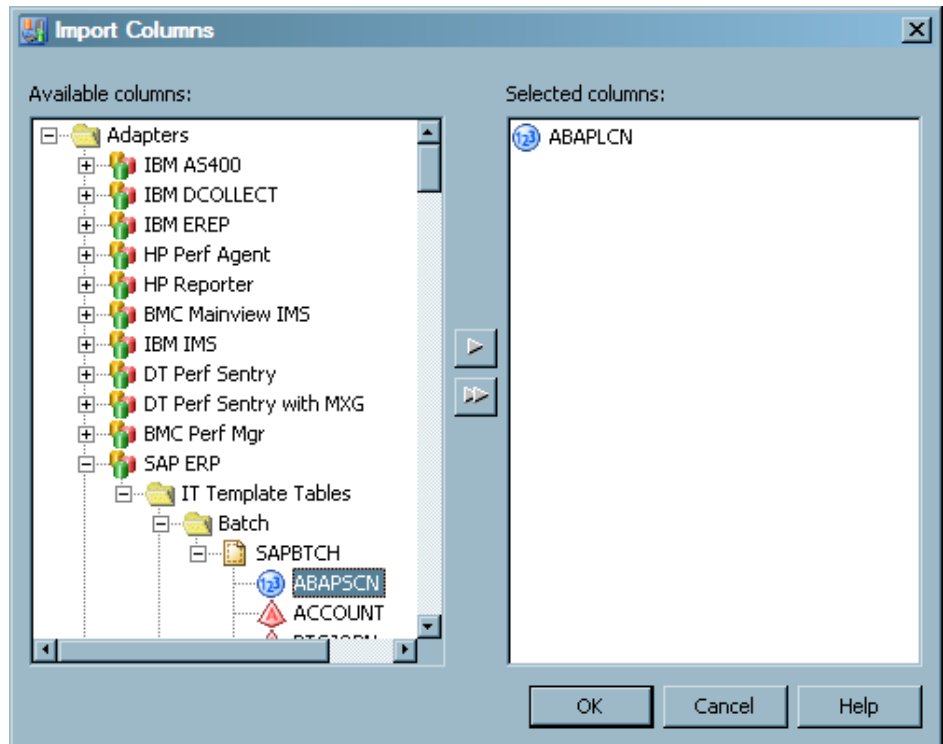 Import Columns
Available columns:
Adapters
IBM AS400
IBM DCOLLECT
IBM EREP
HP Perf Agent
HP Reporter
BMC Mainview IMS
IBM IMS
DT Perf Sentry
DT Perf Sentry with MXG
BMC Perf Mgr
SAP ERP
IT Template Tables
Batch
SAPBTCH
123 ABAPSCN
A ACCOUNT
Selected columns:
123 ABAPLCN
OK Cancel Help